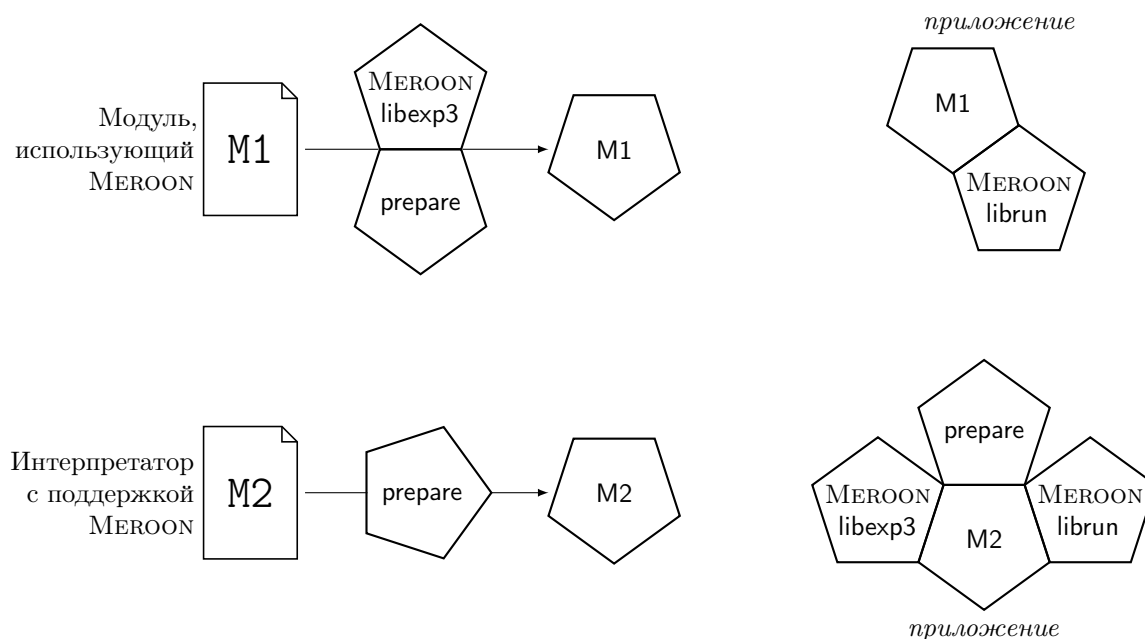 приложение
MEROON
libexp3
Модуль,
использующий
MEROON
M1
prepare
M1
M1
MEROON
librun
Интерпретатор
с поддержкой
MEROON
M2
prepare
M2
prepare
MEROON
libexp3
M2
MEROON
librun
приложение